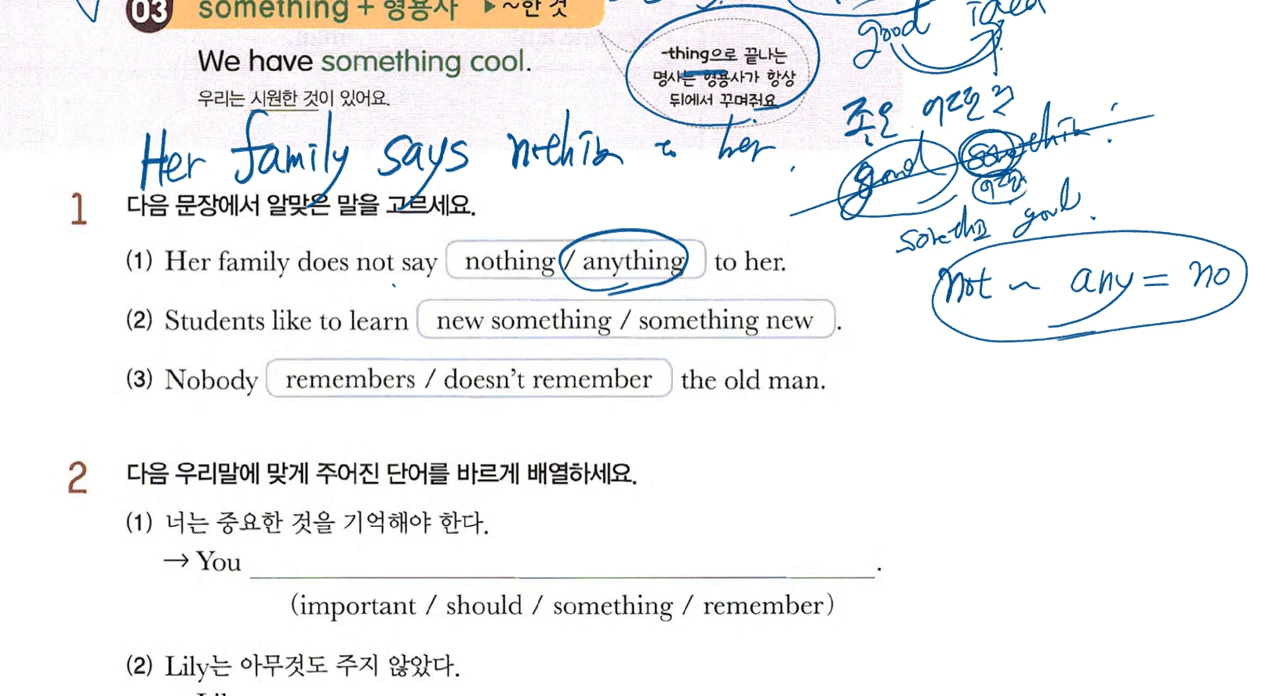 03 something + 형용사 ▶ ~한 것
good idea
We have something cool.
-thing으로 끝나는
명사는 형용사가 항상
뒤에서 꾸며줘요
우리는 시원한 것이 있어요.
Her family says nothin to her.
good somethin
somethi good.
1 다음 문장에서 알맞은 말을 고르세요.
(1) Her family does not say nothing / anything to her.
not ~ any = no
(2) Students like to learn new something / something new .
(3) Nobody remembers / doesn't remember the old man.
2 다음 우리말에 맞게 주어진 단어를 바르게 배열하세요.
(1) 너는 중요한 것을 기억해야 한다.
→ You .
(important / should / something / remember)
(2) Lily는 아무것도 주지 않았다.